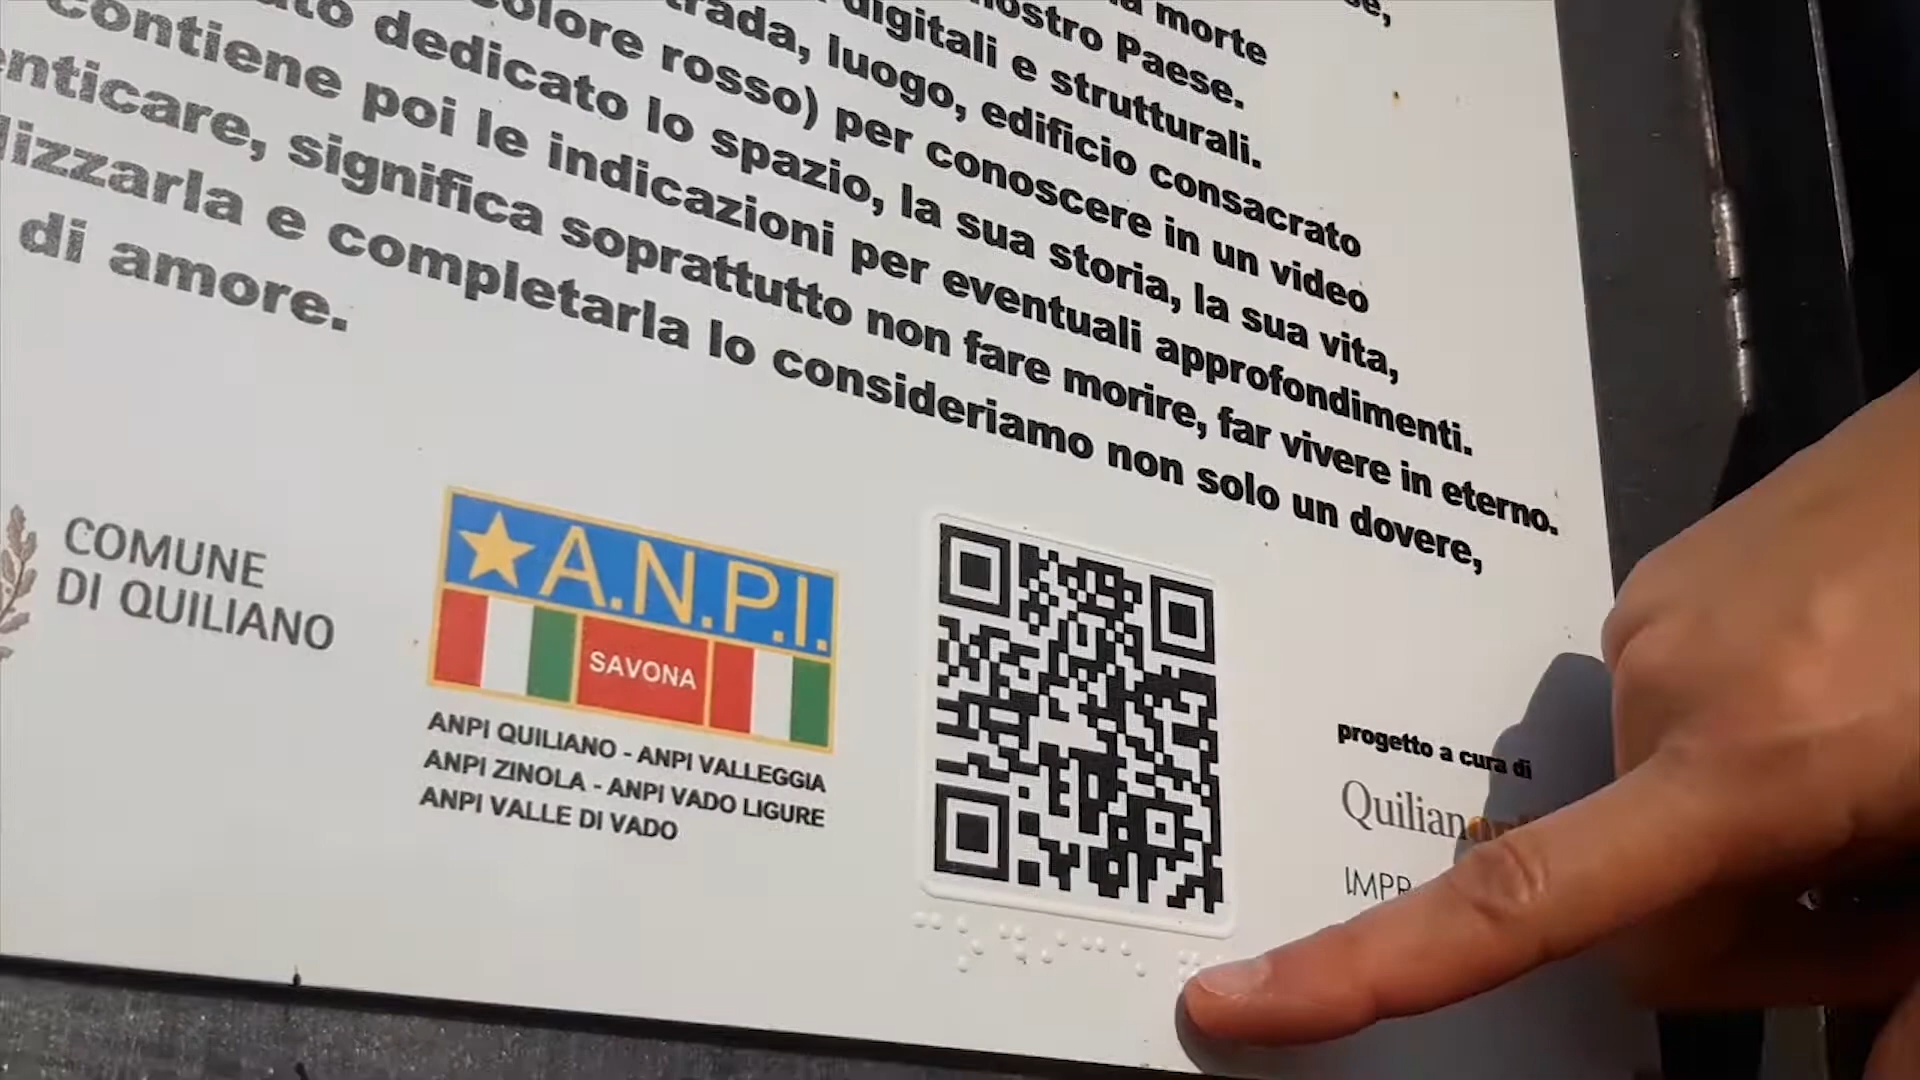 morte
nostro Paese.
digitali e strutturali.
trada, luogo, edificio consacrato
colore rosso) per conoscere in un video
to dedicato lo spazio, la sua storia, la sua vita,
contiene poi le indicazioni per eventuali approfondimenti.
enticare, significa soprattutto non fare morire, far vivere in eterno.
lizzarla e completarla lo consideriamo non solo un dovere,
di amore.
COMUNE
DI QUILIANO
A.N.P.I.
SAVONA
ANPI QUILIANO - ANPI VALLEGGIA
ANPI ZINOLA - ANPI VADO LIGURE
ANPI VALLE DI VADO
progetto a cura di
Quilian
IMPR